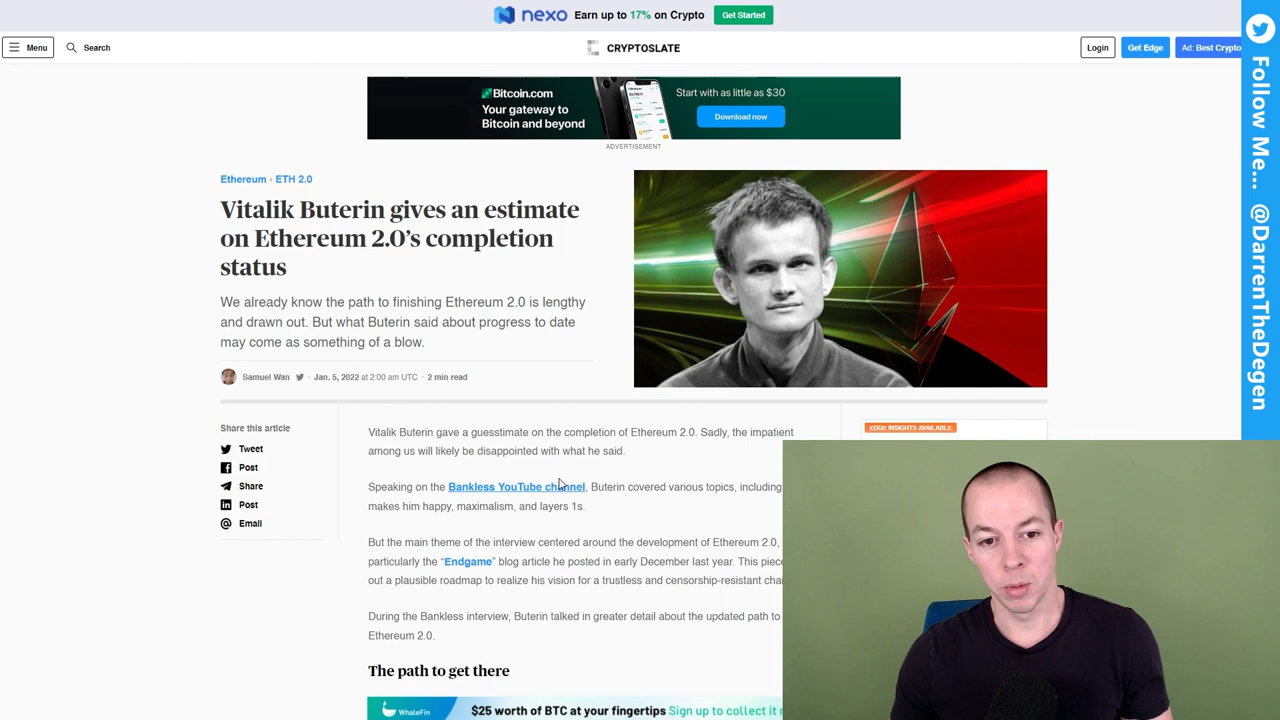 nexo Earn up to 17% on Crypto Get Started
Menu Search CRYPTOSLATE Login Get Edge Ad: Best Crypto
Bitcoin.com
Your gateway to
Bitcoin and beyond
Start with as little as $30
Download now
ADVERTISEMENT
Ethereum › ETH 2.0
Vitalik Buterin gives an estimate
on Ethereum 2.0’s completion
status
We already know the path to finishing Ethereum 2.0 is lengthy
and drawn out. But what Buterin said about progress to date
may come as something of a blow.
Samuel Wan · Jan. 5, 2022 at 2:00 am UTC · 2 min read
Share this article
Tweet
Post
Share
Post
Email
Vitalik Buterin gave a guesstimate on the completion of Ethereum 2.0. Sadly, the impatient
among us will likely be disappointed with what he said.
Speaking on the Bankless YouTube channel, Buterin covered various topics, including
makes him happy, maximalism, and layers 1s.
But the main theme of the interview centered around the development of Ethereum 2.0,
particularly the “Endgame” blog article he posted in early December last year. This piec
out a plausible roadmap to realize his vision for a trustless and censorship-resistant cha
During the Bankless interview, Buterin talked in greater detail about the updated path to
Ethereum 2.0.
The path to get there
WhaleFin $25 worth of BTC at your fingertips Sign up to collect it
EDGE INSIGHTS AVAILABLE
Follow Me... @DarrenTheDegen